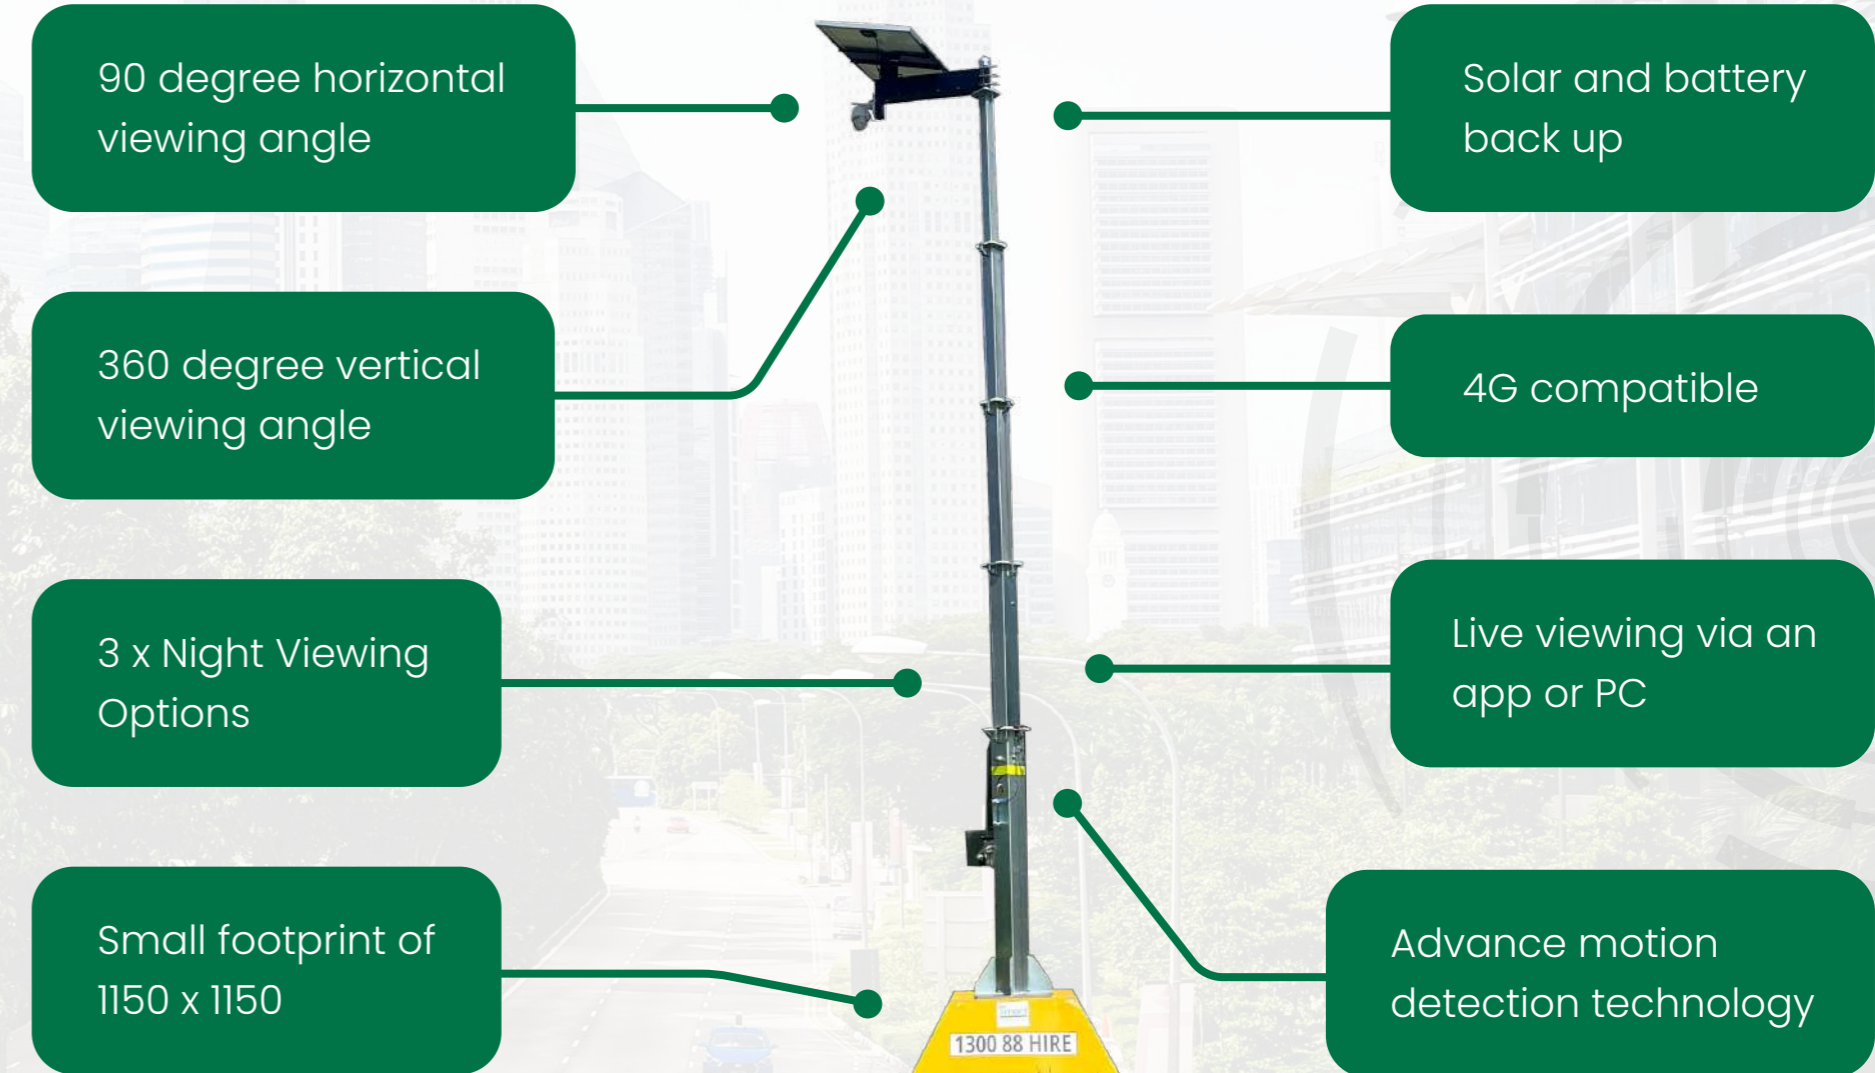 90 degree horizontal
viewing angle
360 degree vertical
viewing angle
3 x Night Viewing
Options
Small footprint of
1150 x 1150
Solar and battery
back up
4G compatible
Live viewing via an
app or PC
Advance motion
detection technology
1300 88 HIRE